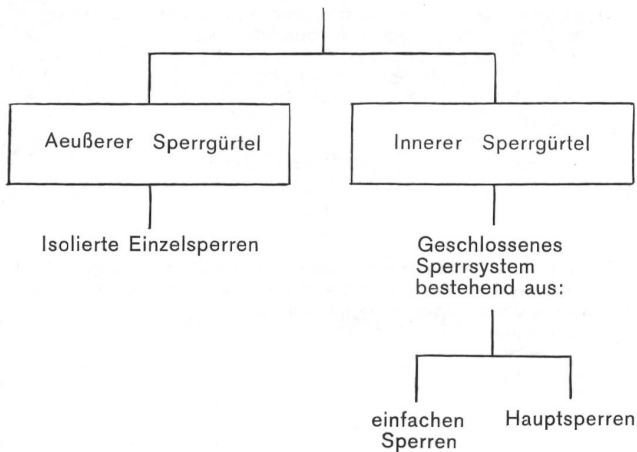 Aeußerer Sperrgürtel
Innerer Sperrgürtel
Isolierte Einzelsperren
Geschlossenes
Sperrsystem
bestehend aus:
einfachen
Sperren
Hauptsperren